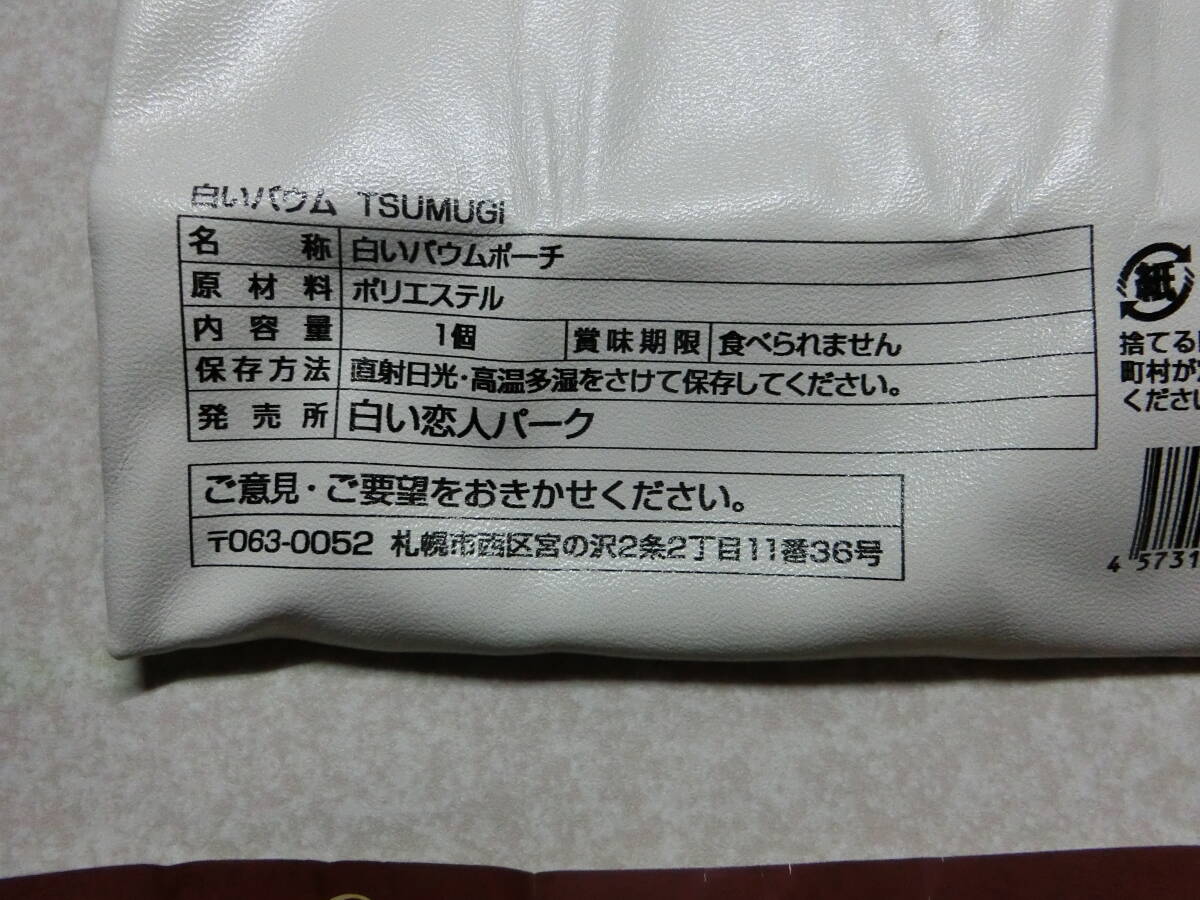 白いバウム TSUMUGI
名称 白いバウムポーチ
原材料 ポリエステル
内容量 1個 賞味期限 食べられません
保存方法 直射日光・高温多湿をさけて保存してください。
発売所 白い恋人パーク
ご意見・ご要望をおきかせください。
〒063-0052 札幌市西区宮の沢2条2丁目11番36号
紙
捨てる
町村が
ください
4 5731